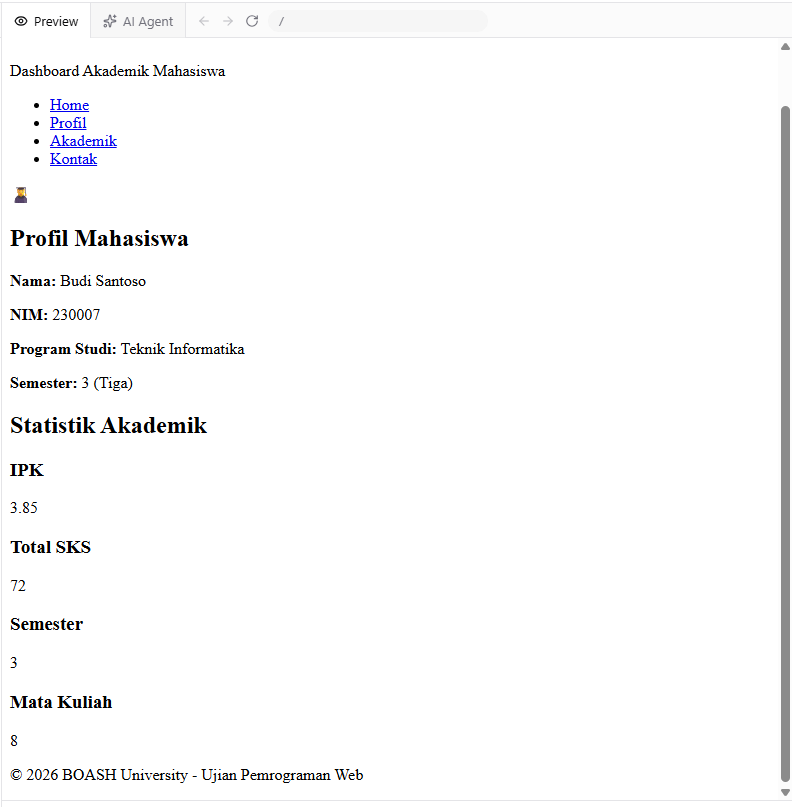 Preview AI Agent /
Dashboard Akademik Mahasiswa
Home
Profil
Akademik
Kontak
Profil Mahasiswa
Nama: Budi Santoso
NIM: 230007
Program Studi: Teknik Informatika
Semester: 3 (Tiga)
Statistik Akademik
IPK
3.85
Total SKS
72
Semester
3
Mata Kuliah
8
© 2026 BOASH University - Ujian Pemrograman Web